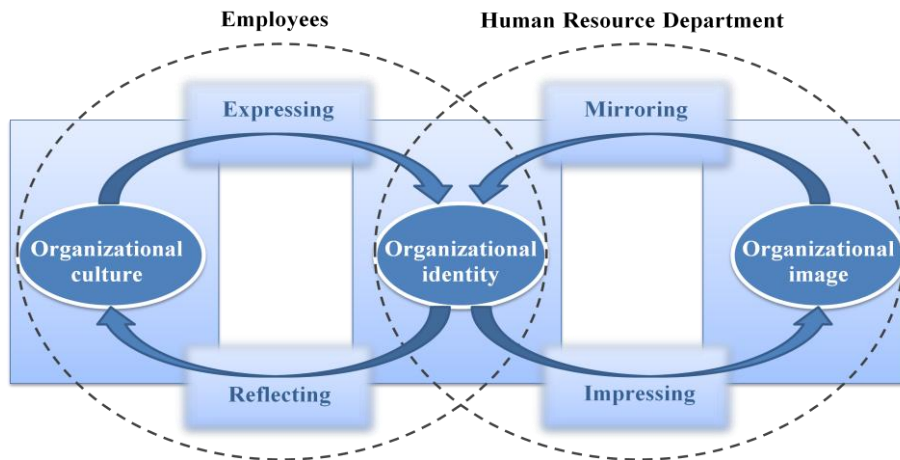 Employees
Human Resource Department
Expressing
Mirroring
Organizational
culture
Organizational
identity
Organizational
image
Reflecting
Impressing